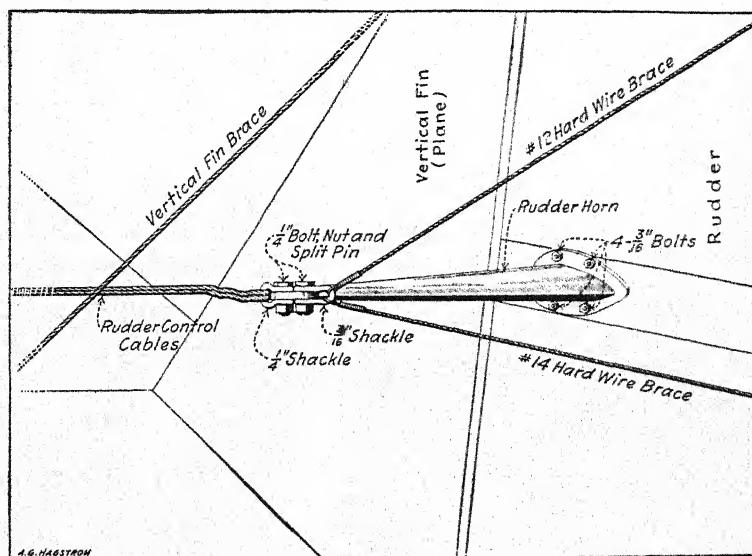 Vertical Fin Brace
Vertical Fin
(Plane)
#12 Hard Wire Brace
Rudder
Rudder Horn
4-3/16" Bolts
1/4" Bolt, Nut and
Split Pin
Rudder Control
Cables
1/4" Shackle
3/16" Shackle
#14 Hard Wire Brace
A.G. HAGSTROM